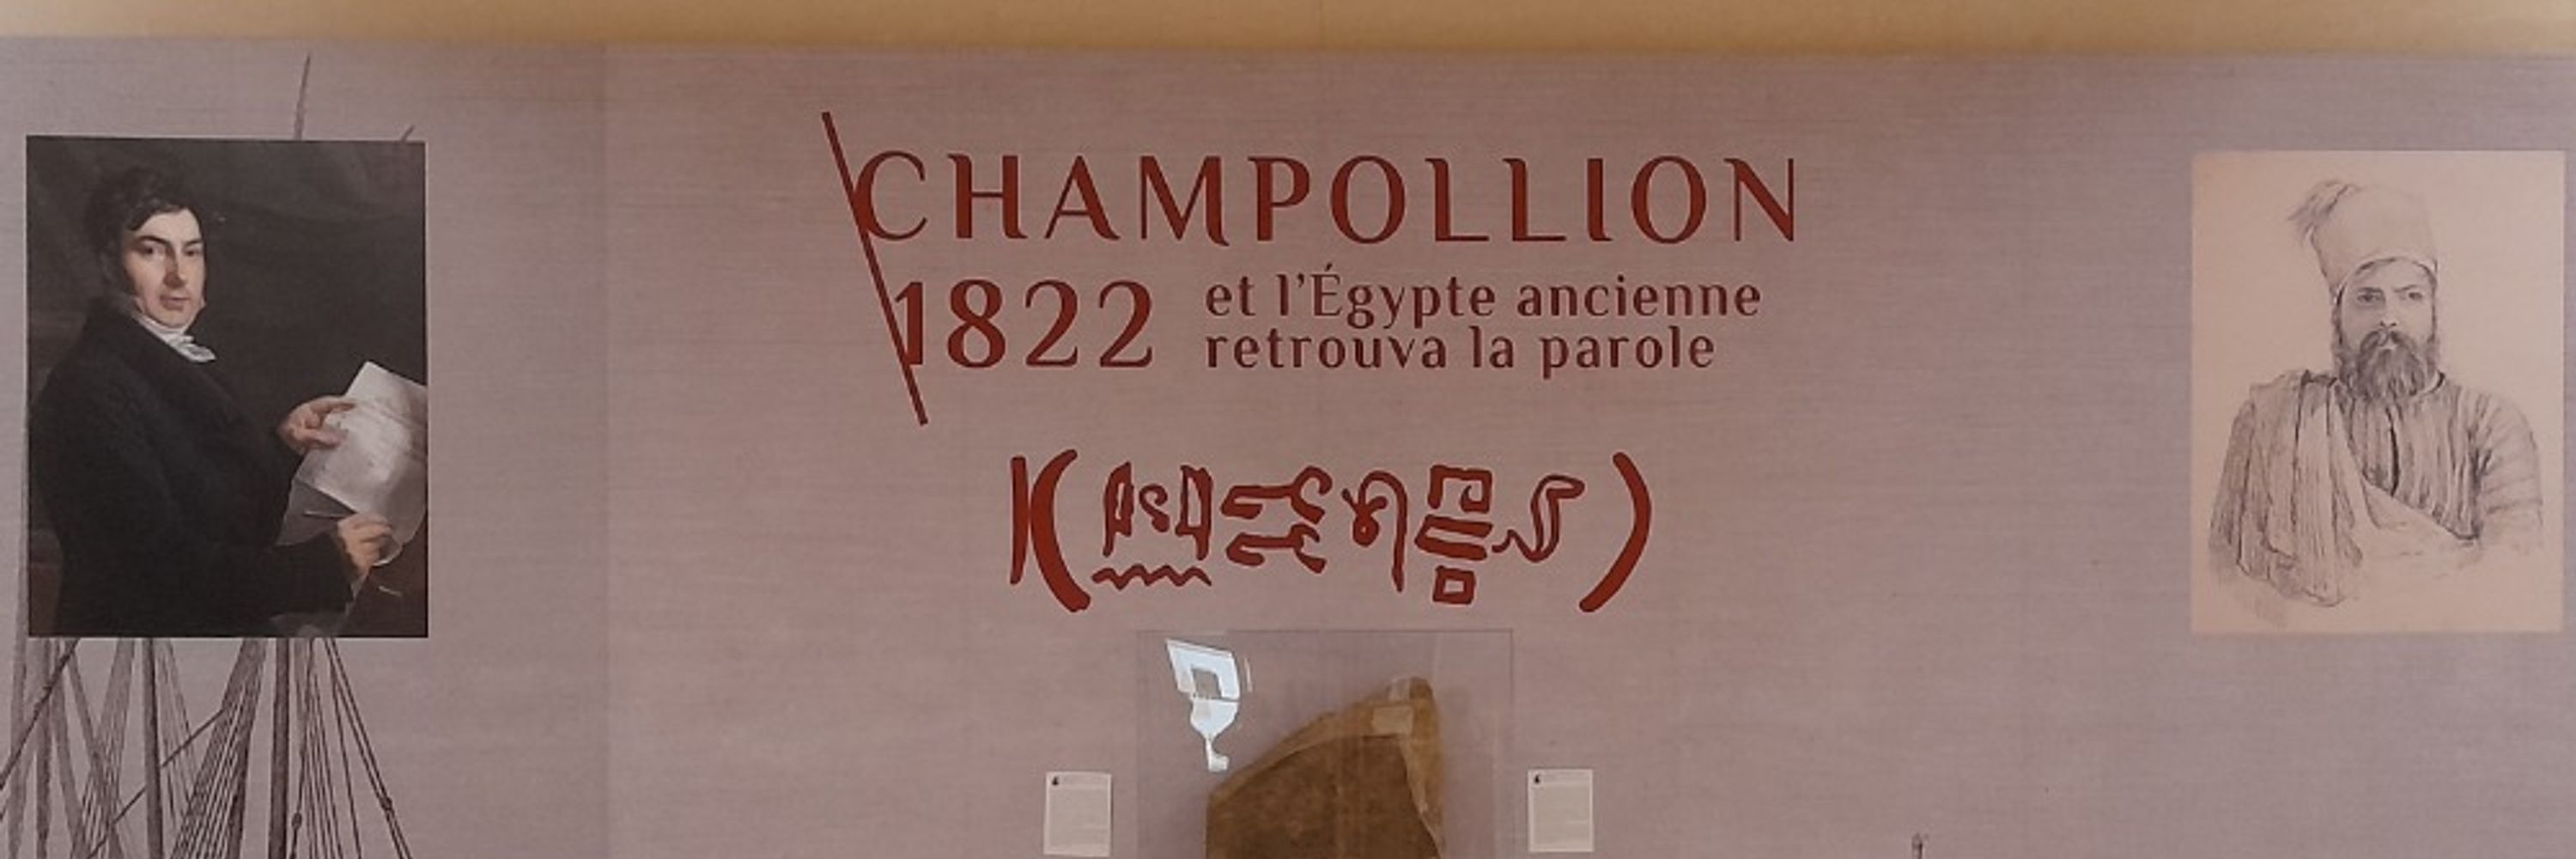 CHAMPOLLION
1822 et l'Égypte ancienne
retrouva la parole